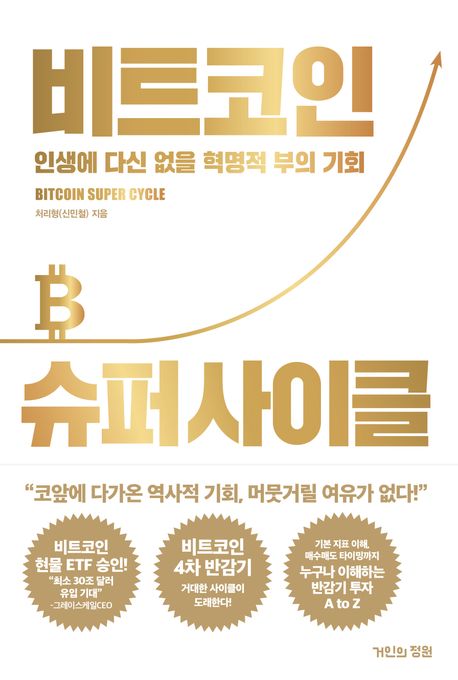 비트코인
인생에 다신 없을 혁명적 부의 기회
BITCOIN SUPER CYCLE
처리형(신민철) 지음
슈퍼 사이클
“코앞에 다가온 역사적 기회, 머뭇거릴 여유가 없다!”
비트코인
현물 ETF 승인!
“최소 30조 달러
유입 기대”
-그레이스케일CEO
비트코인
4차 반감기
거대한 사이클이
도래한다!
기본 지표 이해,
매수매도 타이밍까지
누구나 이해하는
반감기 투자
A to Z
거인의 정원